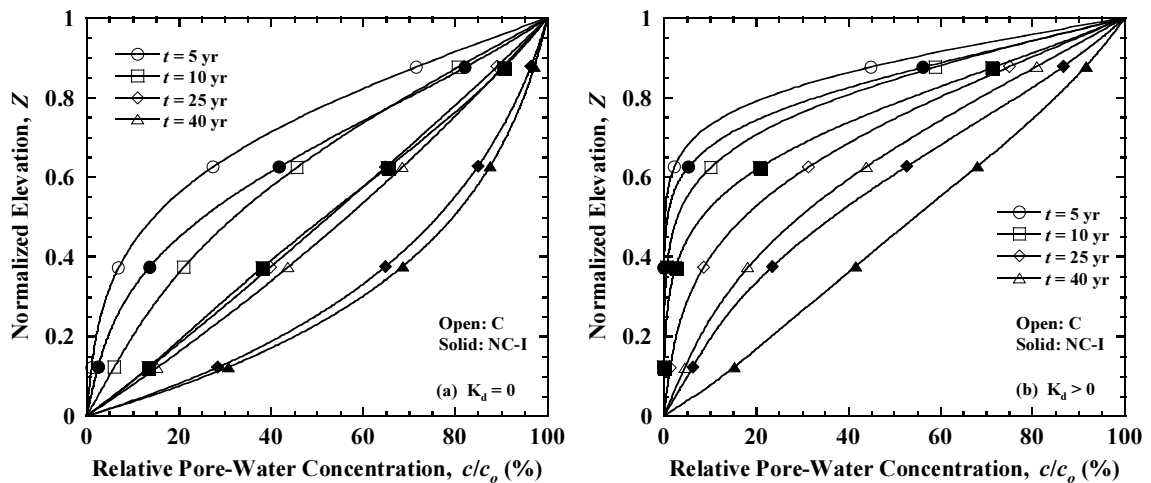 1
0.8
0.6
0.4
0.2
0
Normalized Elevation, Z
t = 5 yr
t = 10 yr
t = 25 yr
t = 40 yr
Open: C
Solid: NC-I
(a) K_d = 0
0 20 40 60 80 100
Relative Pore-Water Concentration, c/c_o (%)
1
0.8
0.6
0.4
0.2
0
Normalized Elevation, Z
t = 5 yr
t = 10 yr
t = 25 yr
t = 40 yr
Open: C
Solid: NC-I
(b) K_d > 0
0 20 40 60 80 100
Relative Pore-Water Concentration, c/c_o (%)